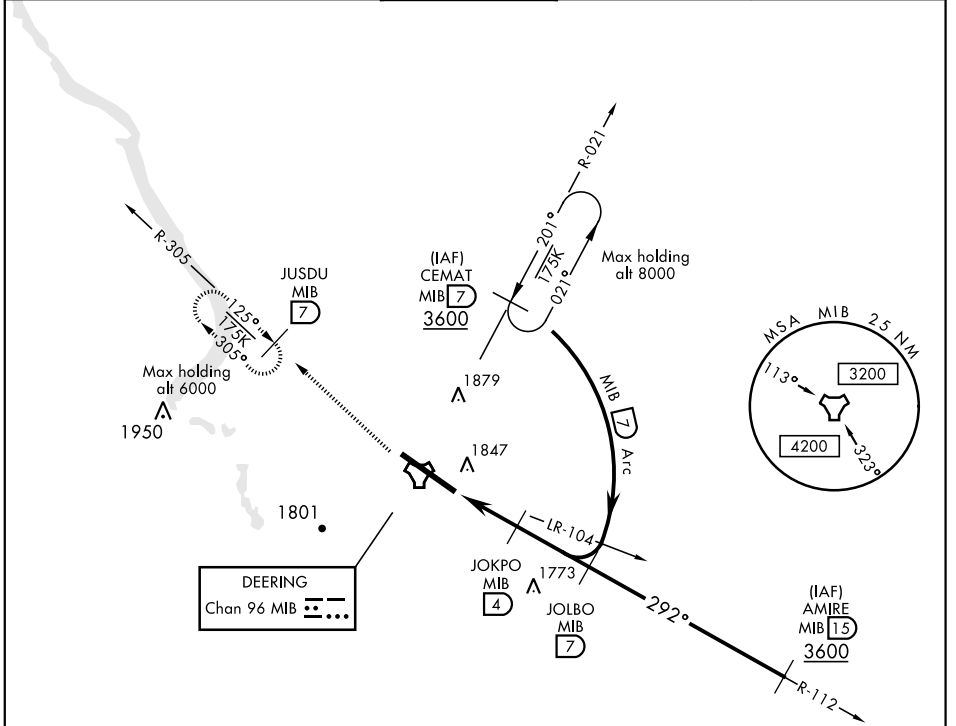 R-021
201°
175K
021°
Max holding
alt 8000
(IAF)
CEMAT
MIB 7
3600
R-305
JUSDU
MIB
7
125°
175K
305°
Max holding
alt 6000
1950
1879
MIB 7 Arc
MSA MIB 25 NM
113°
3200
4200
323°
1847
1801
LR-104
DEERING
Chan 96 MIB
JOKPO
MIB
4
1773
JOLBO
MIB
7
292°
(IAF)
AMIRE
MIB 15
3600
R-112